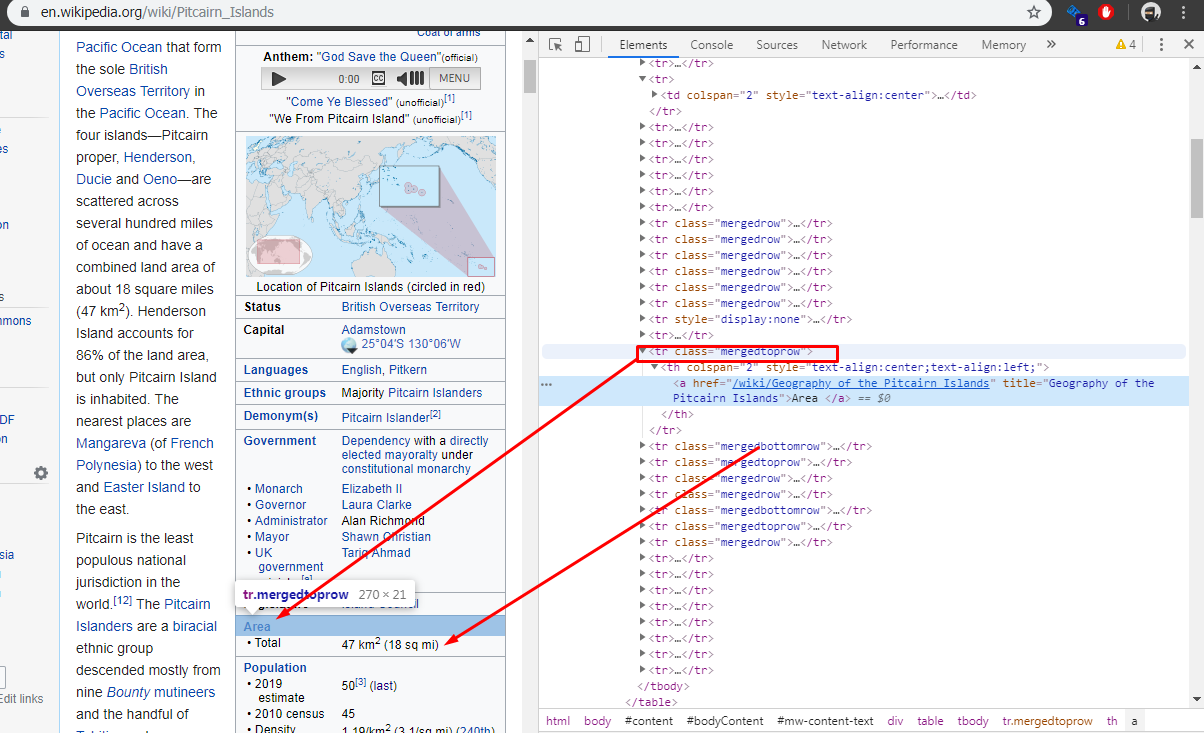 en.wikipedia.org/wiki/Pitcairn_Islands
6
Pacific Ocean that form
the sole British
Overseas Territory in
the Pacific Ocean. The
four islands—Pitcairn
proper, Henderson,
Ducie and Oeno—are
scattered across
several hundred miles
of ocean and have a
combined land area of
about 18 square miles
(47 km2). Henderson
Island accounts for
86% of the land area,
but only Pitcairn Island
is inhabited. The
nearest places are
Mangareva (of French
Polynesia) to the west
and Easter Island to
the east.
Pitcairn is the least
populous national
jurisdiction in the
world.[12] The Pitcairn
Islanders are a biracial
ethnic group
descended mostly from
nine Bounty mutineers
and the handful of
Edit links
Coat of arms
Anthem: "God Save the Queen"(official)
0:00 CC MENU
"Come Ye Blessed" (unofficial)[1]
"We From Pitcairn Island" (unofficial)[1]
Location of Pitcairn Islands (circled in red)
Status British Overseas Territory
Capital Adamstown
25°04′S 130°06′W
Languages English, Pitkern
Ethnic groups Majority Pitcairn Islanders
Demonym(s) Pitcairn Islander[2]
Government Dependency with a directly
elected mayoralty under
constitutional monarchy
• Monarch Elizabeth II
• Governor Laura Clarke
• Administrator Alan Richmond
• Mayor Shawn Christian
• UK Tariq Ahmad
government
tr.mergedtoprow 270 × 21
Area
• Total 47 km2 (18 sq mi)
Population
• 2019 50[3] (last)
estimate
• 2010 census 45
• Density 1.19/km2 (3.1/sq mi) (240th)
Elements Console Sources Network Performance Memory » 4
<tr>…</tr>
<tr>
<td colspan="2" style="text-align:center">…</td>
</tr>
<tr>…</tr>
<tr>…</tr>
<tr>…</tr>
<tr>…</tr>
<tr>…</tr>
<tr>…</tr>
<tr class="mergedrow">…</tr>
<tr class="mergedrow">…</tr>
<tr class="mergedrow">…</tr>
<tr class="mergedrow">…</tr>
<tr class="mergedrow">…</tr>
<tr class="mergedrow">…</tr>
<tr style="display:none">…</tr>
<tr>…</tr>
<tr class="mergedtoprow">
<th colspan="2" style="text-align:center;text-align:left;">
<a href="/wiki/Geography_of_the_Pitcairn_Islands" title="Geography of the
Pitcairn Islands">Area </a> == $0
</th>
</tr>
<tr class="mergedbottomrow">…</tr>
<tr class="mergedtoprow">…</tr>
<tr class="mergedrow">…</tr>
<tr class="mergedrow">…</tr>
<tr class="mergedbottomrow">…</tr>
<tr class="mergedtoprow">…</tr>
<tr class="mergedrow">…</tr>
<tr>…</tr>
<tr>…</tr>
<tr>…</tr>
<tr>…</tr>
<tr>…</tr>
<tr>…</tr>
<tr>…</tr>
<tr>…</tr>
</tbody>
</table>
html body #content #bodyContent #mw-content-text div table tbody tr.mergedtoprow th a